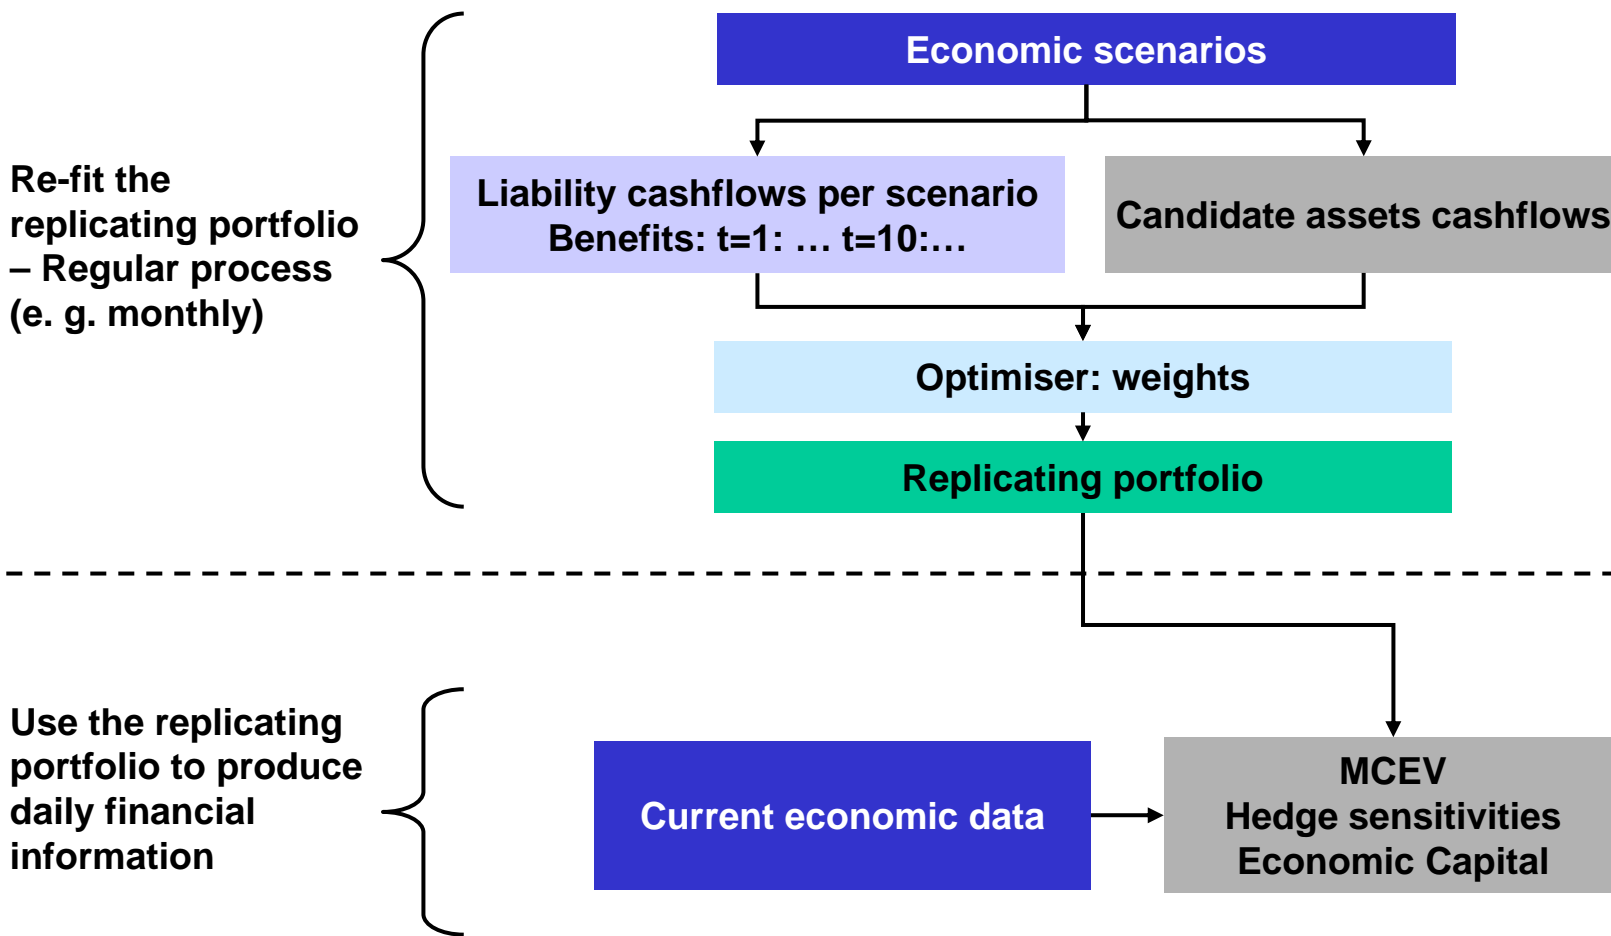 Economic scenarios
Re-fit the
replicating portfolio
– Regular process
(e. g. monthly)
Liability cashflows per scenario
Benefits: t=1: … t=10:…
Candidate assets cashflows
Optimiser: weights
Replicating portfolio
Use the replicating
portfolio to produce
daily financial
information
Current economic data
MCEV
Hedge sensitivities
Economic Capital